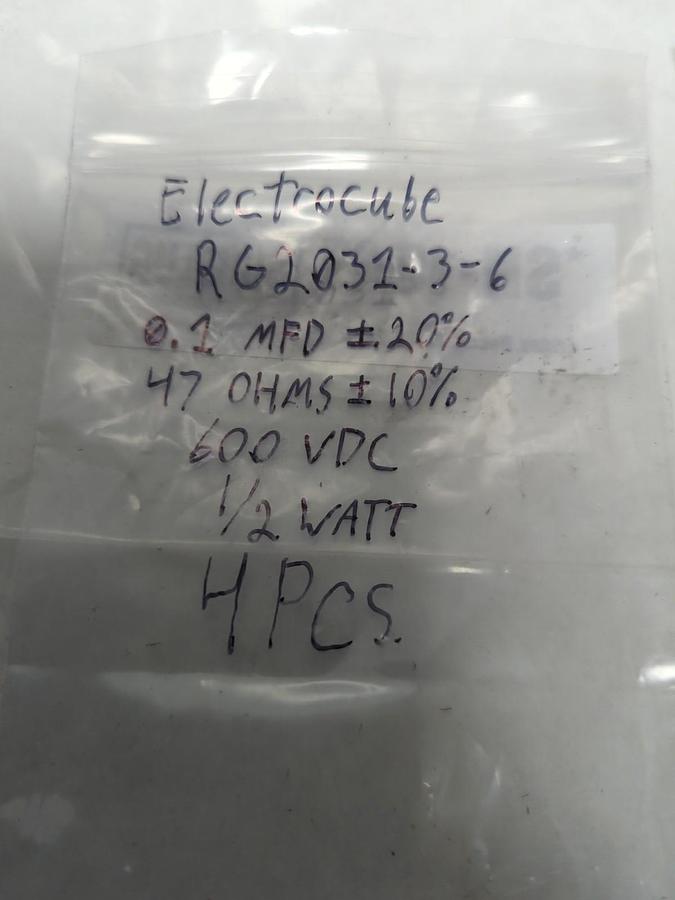 Electrocube
RG2031-3-6
0.1 MFD ±.20%
47 OHMS ±10%
600 VDC
1/2 WATT
4 PCS.